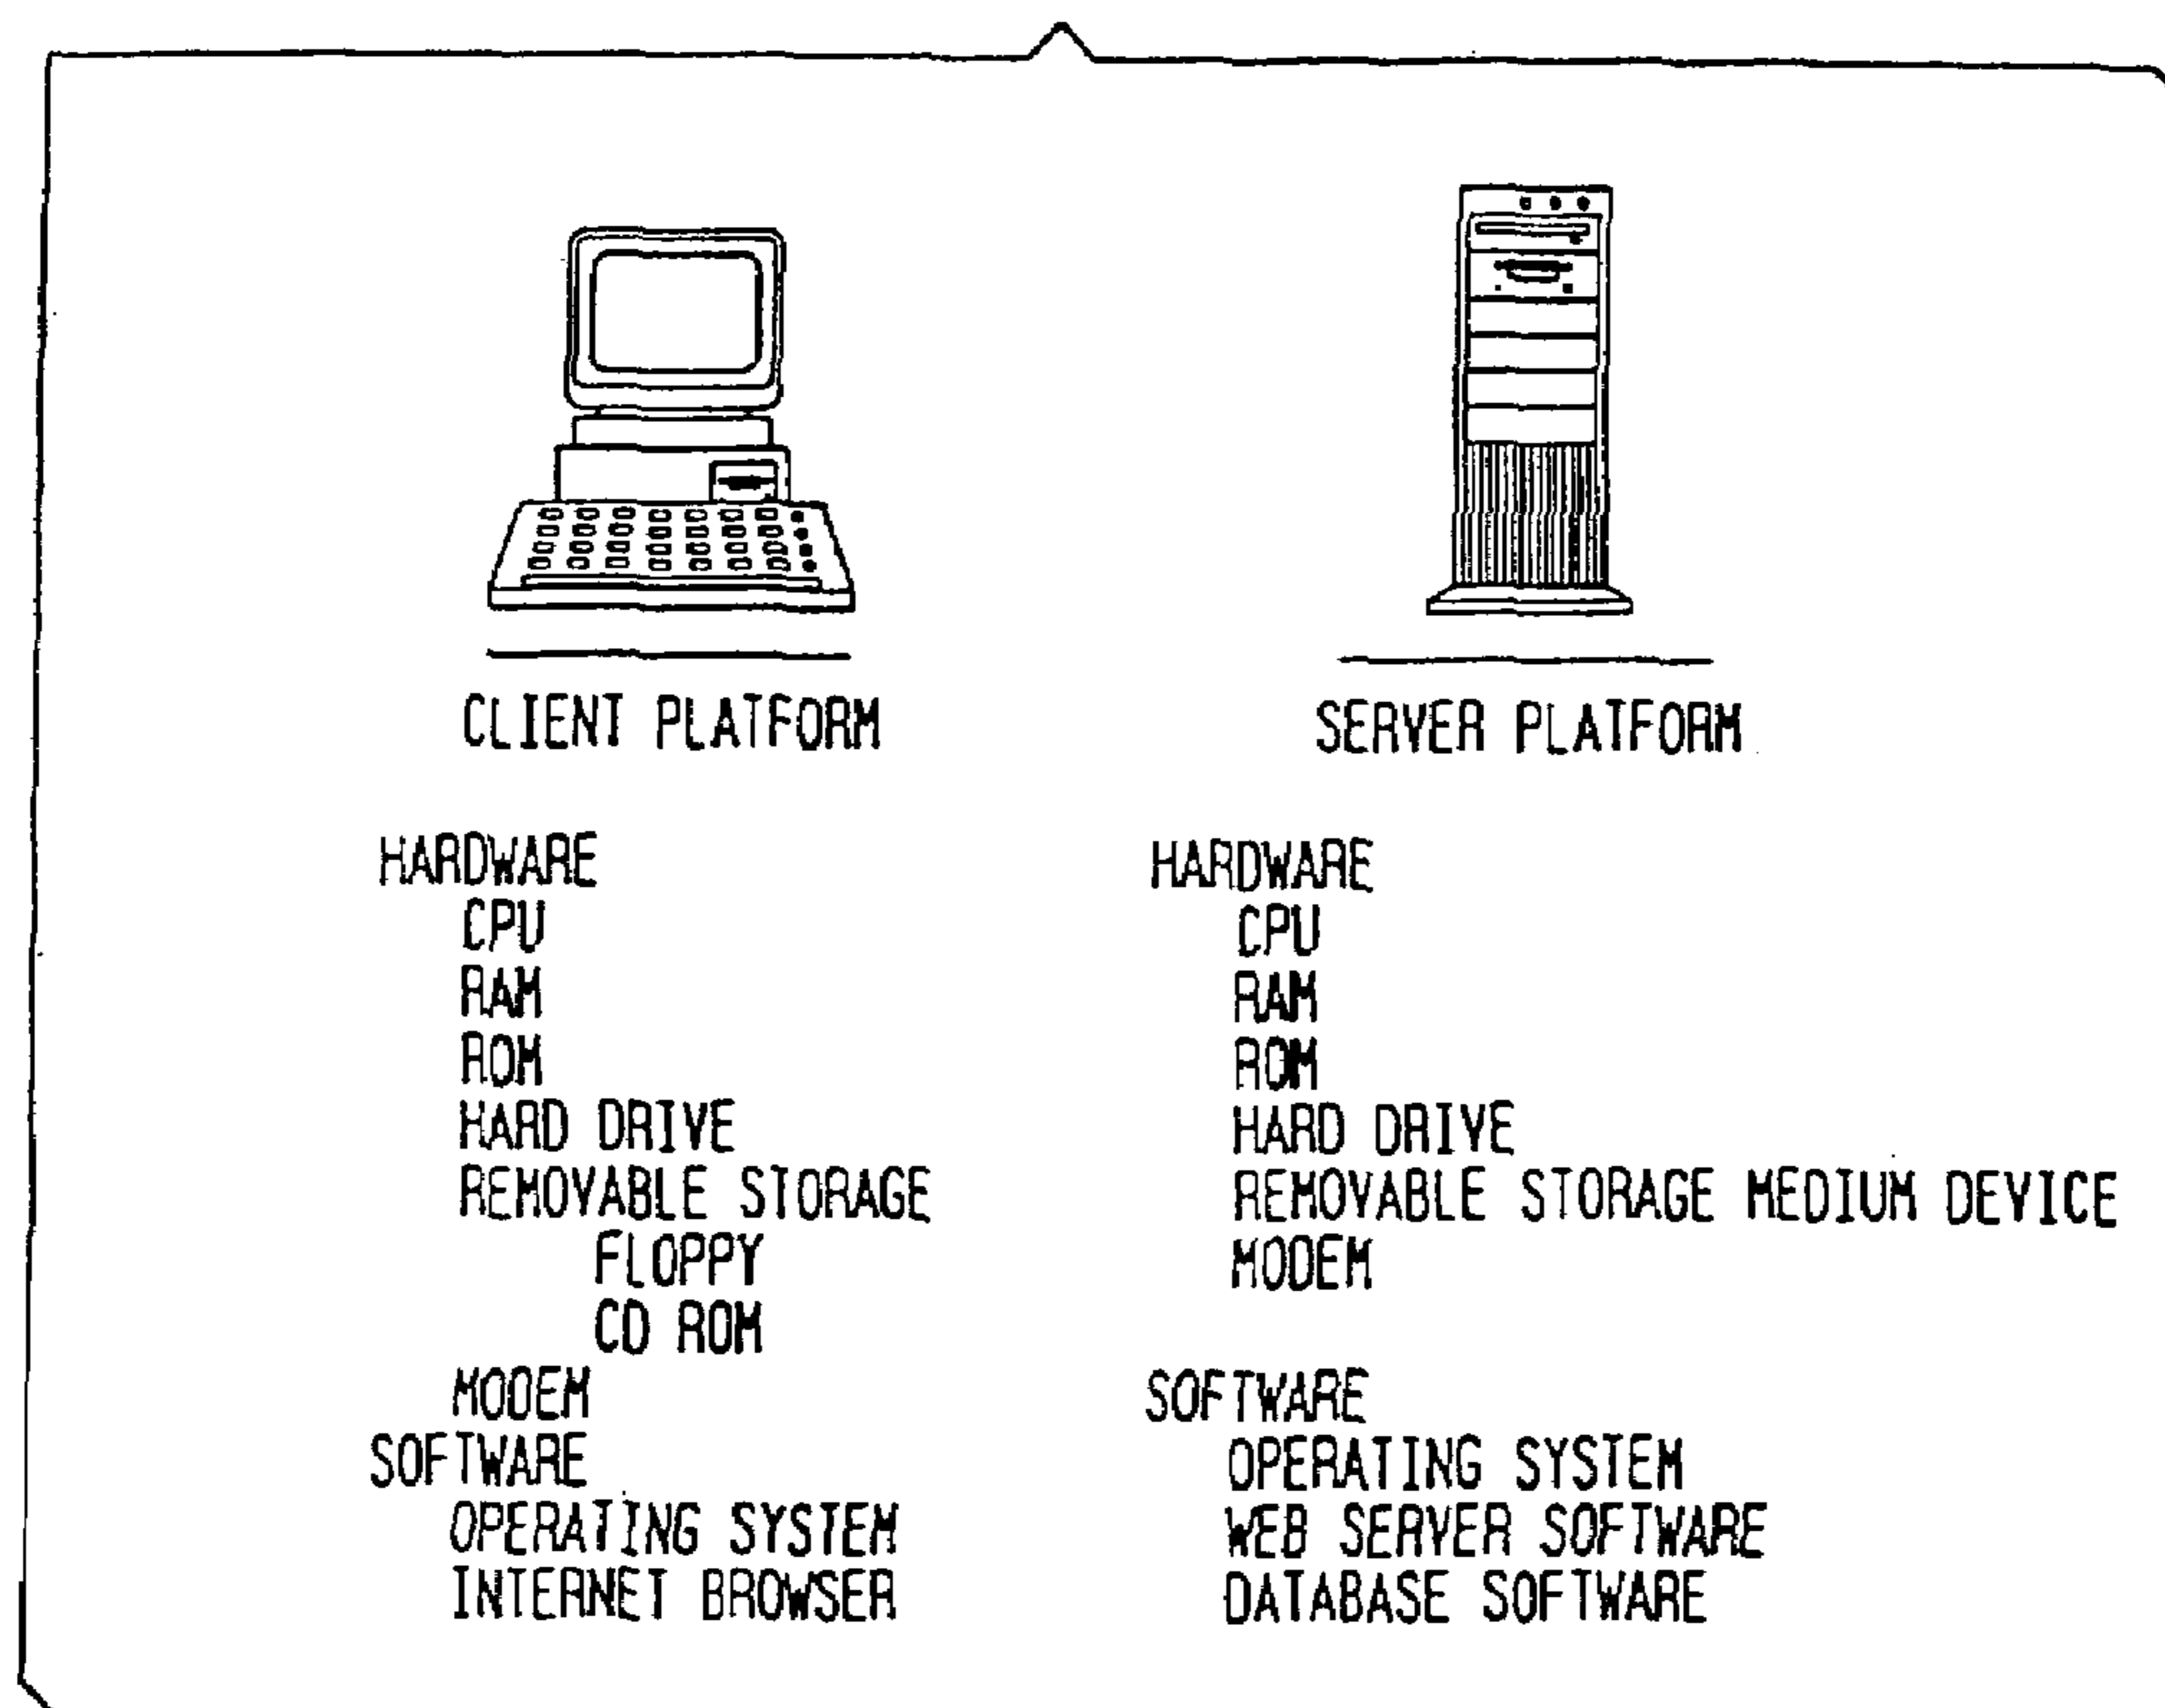 CLIENT PLATFORM
HARDWARE
CPU
RAM
ROM
HARD DRIVE
REMOVABLE STORAGE
FLOPPY
CD ROM
MODEM
SOFTWARE
OPERATING SYSTEM
INTERNET BROWSER
SERVER PLATFORM
HARDWARE
CPU
RAM
ROM
HARD DRIVE
REMOVABLE STORAGE MEDIUM DEVICE
MODEM
SOFTWARE
OPERATING SYSTEM
WEB SERVER SOFTWARE
DATABASE SOFTWARE